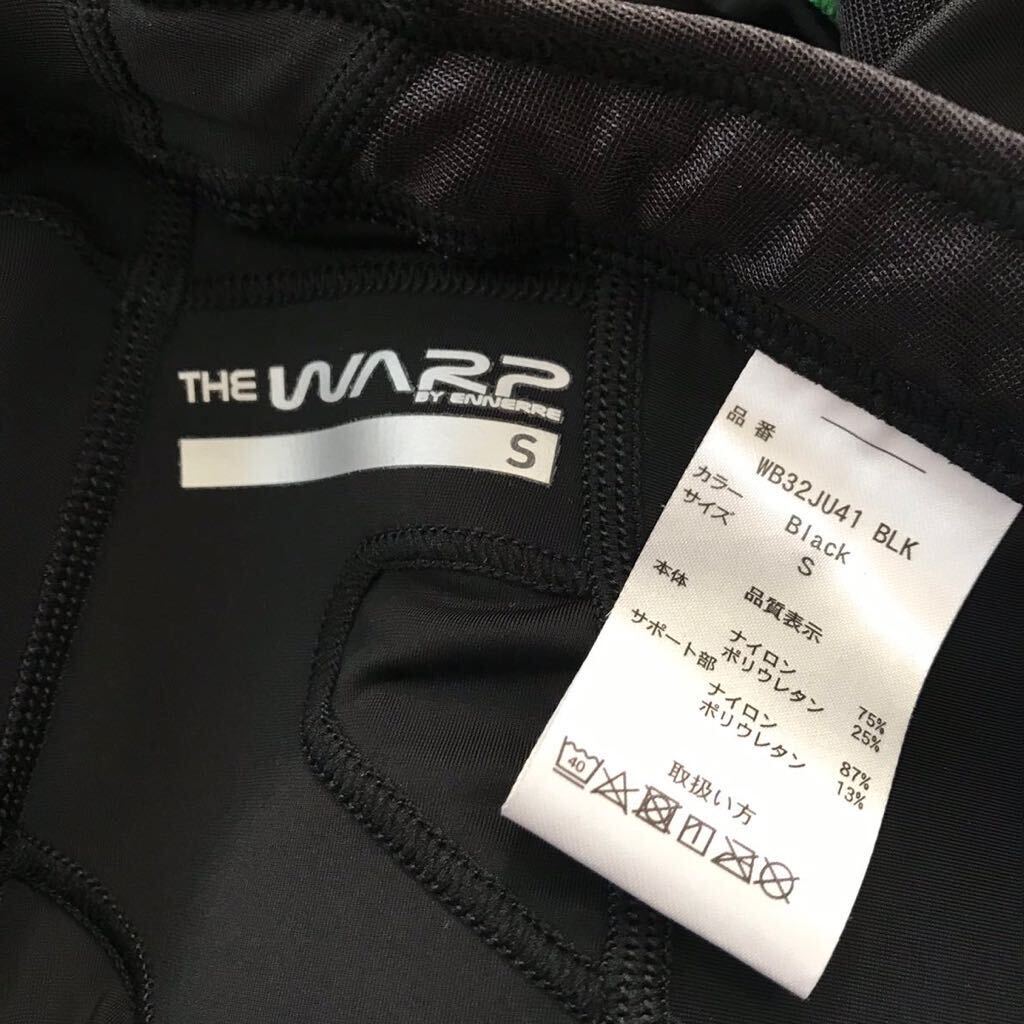 THE WARP
BY ENNERRE
S
品番
WB32JU41 BLK
カラー Black
サイズ S
品質表示
本体
ナイロン 75%
ポリウレタン 25%
サポート部
ナイロン 87%
ポリウレタン 13%
取扱い方
40